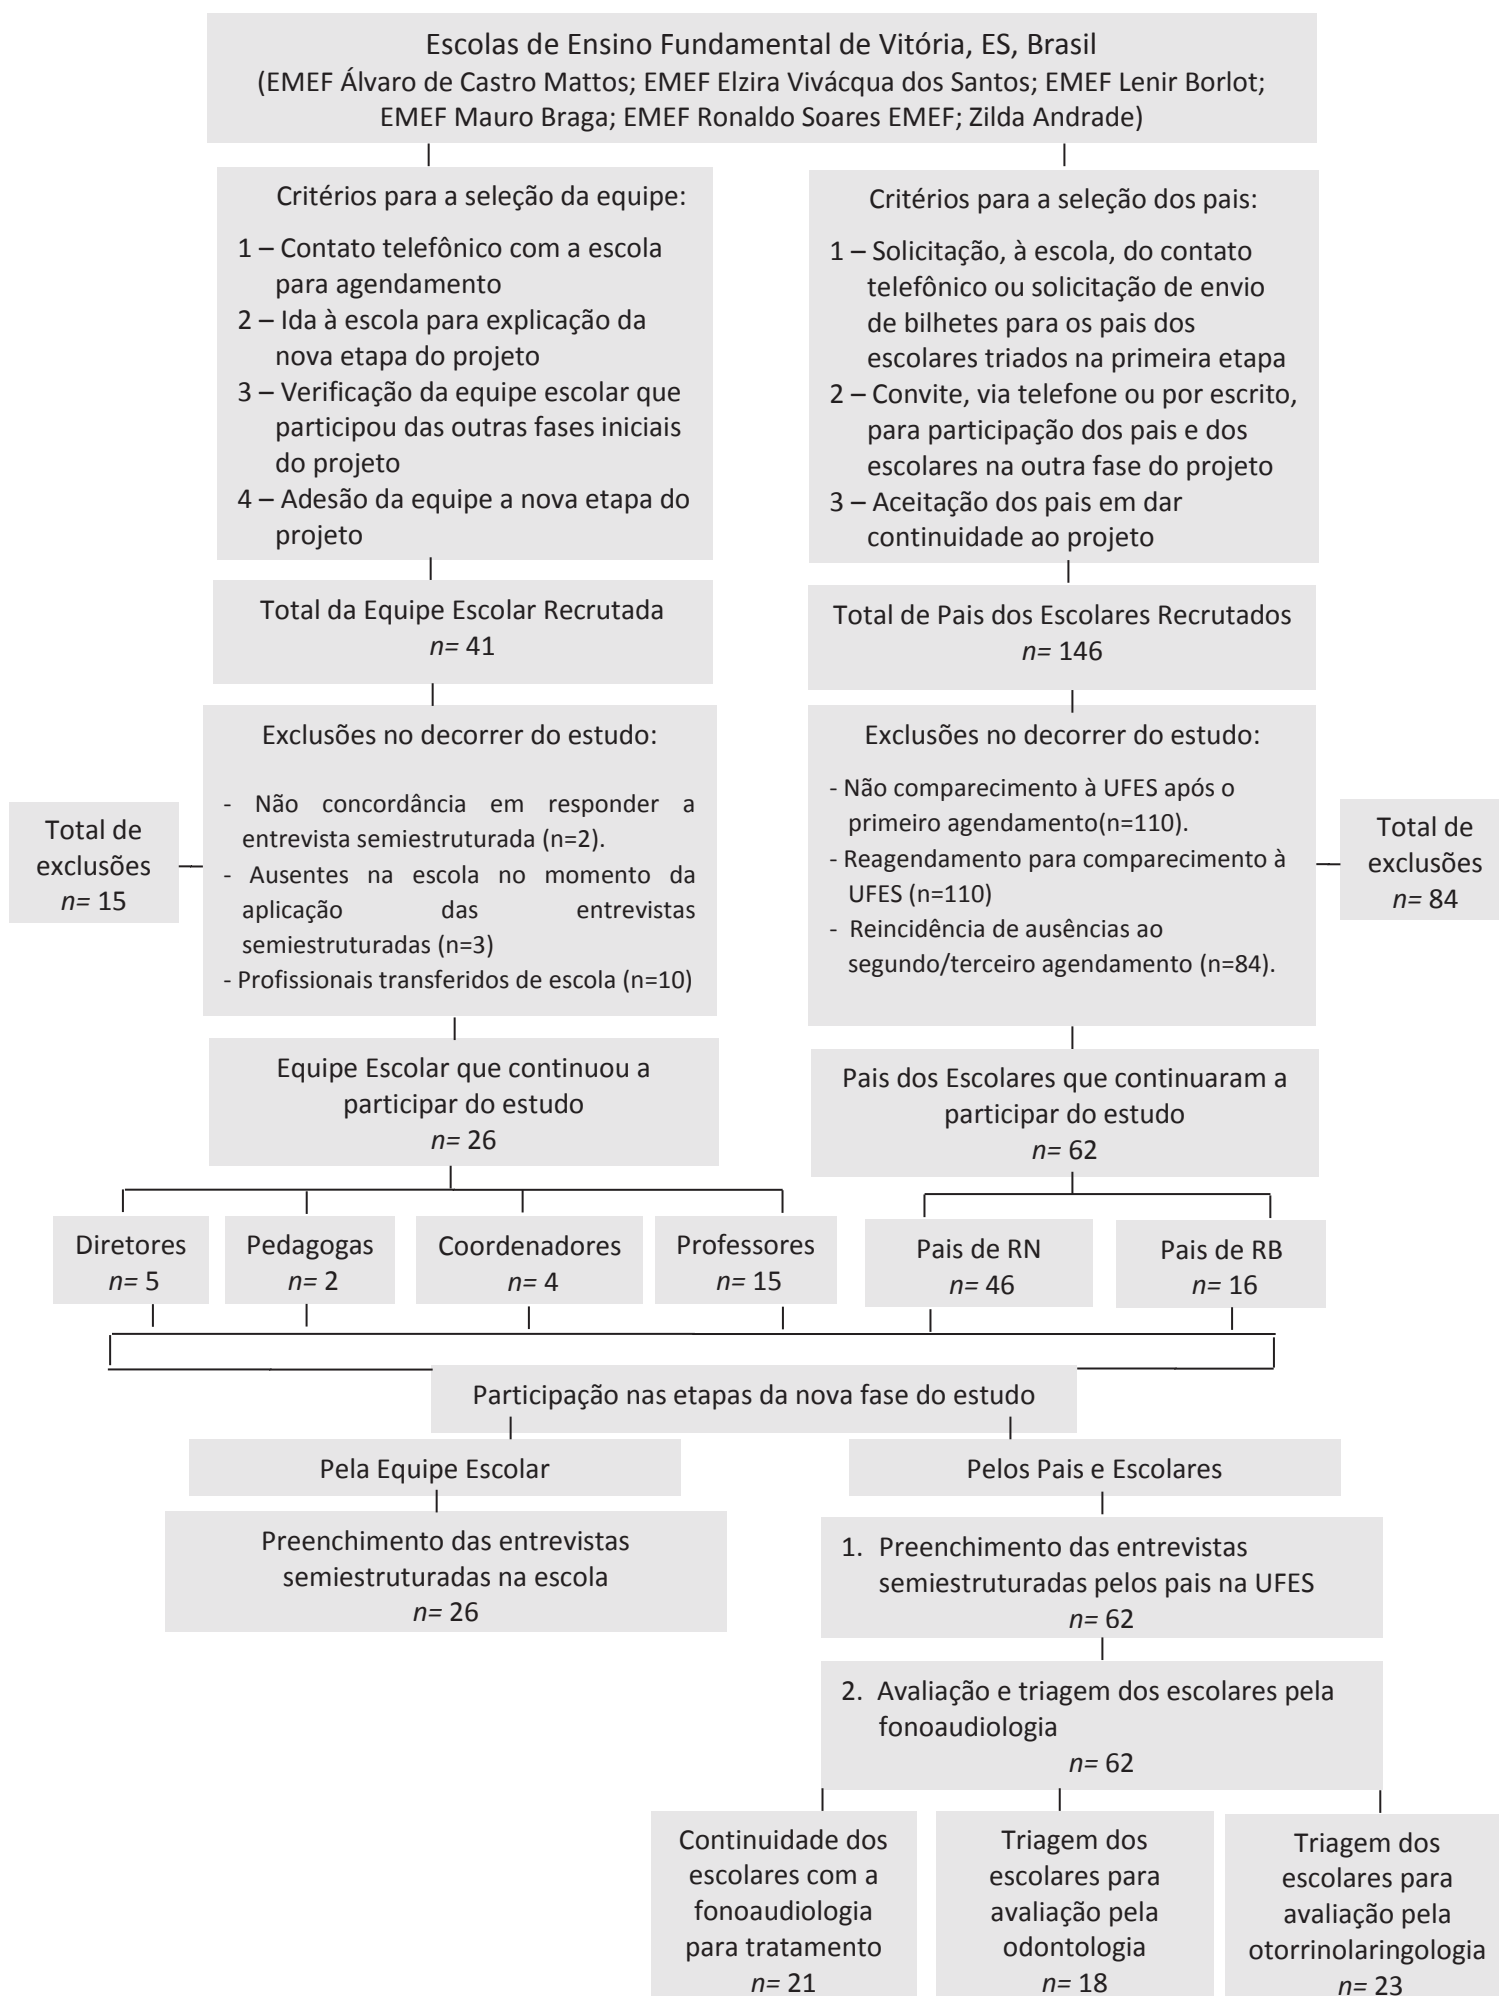 Escolas de Ensino Fundamental de Vitória, ES, Brasil
(EMEF Álvaro de Castro Mattos; EMEF Elzira Vivácqua dos Santos; EMEF Lenir Borlot;
EMEF Mauro Braga; EMEF Ronaldo Soares EMEF; Zilda Andrade)
Critérios para a seleção da equipe:
1 – Contato telefônico com a escola
para agendamento
2 – Ida à escola para explicação da
nova etapa do projeto
3 – Verificação da equipe escolar que
participou das outras fases iniciais
do projeto
4 – Adesão da equipe a nova etapa do
projeto
Critérios para a seleção dos pais:
1 – Solicitação, à escola, do contato
telefônico ou solicitação de envio
de bilhetes para os pais dos
escolares triados na primeira etapa
2 – Convite, via telefone ou por escrito,
para participação dos pais e dos
escolares na outra fase do projeto
3 – Aceitação dos pais em dar
continuidade ao projeto
Total da Equipe Escolar Recrutada
n= 41
Total de Pais dos Escolares Recrutados
n= 146
Total de
exclusões
n= 15
Exclusões no decorrer do estudo:
- Não concordância em responder a
entrevista semiestruturada (n=2).
- Ausentes na escola no momento da
aplicação das entrevistas
semiestruturadas (n=3)
- Profissionais transferidos de escola (n=10)
Exclusões no decorrer do estudo:
- Não comparecimento à UFES após o
primeiro agendamento(n=110).
- Reagendamento para comparecimento à
UFES (n=110)
- Reincidência de ausências ao
segundo/terceiro agendamento (n=84).
Total de
exclusões
n= 84
Equipe Escolar que continuou a
participar do estudo
n= 26
Pais dos Escolares que continuaram a
participar do estudo
n= 62
Diretores
n= 5
Pedagogas
n= 2
Coordenadores
n= 4
Professores
n= 15
Pais de RN
n= 46
Pais de RB
n= 16
Participação nas etapas da nova fase do estudo
Pela Equipe Escolar
Pelos Pais e Escolares
Preenchimento das entrevistas
semiestruturadas na escola
n= 26
1. Preenchimento das entrevistas
semiestruturadas pelos pais na UFES
n= 62
2. Avaliação e triagem dos escolares pela
fonoaudiologia
n= 62
Continuidade dos
escolares com a
fonoaudiologia
para tratamento
n= 21
Triagem dos
escolares para
avaliação pela
odontologia
n= 18
Triagem dos
escolares para
avaliação pela
otorrinolaringologia
n= 23